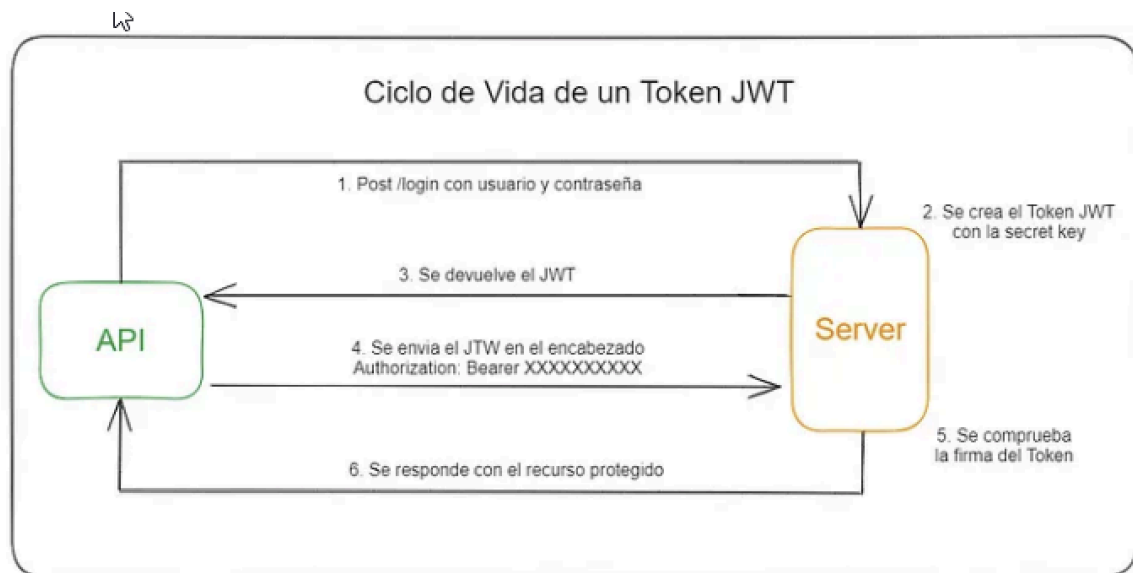 Ciclo de Vida de un Token JWT
1. Post /login con usuario y contraseña
2. Se crea el Token JWT
con la secret key
3. Se devuelve el JWT
API
Server
4. Se envia el JTW en el encabezado
Authorization: Bearer XXXXXXXXXX
5. Se comprueba
la firma del Token
6. Se responde con el recurso protegido